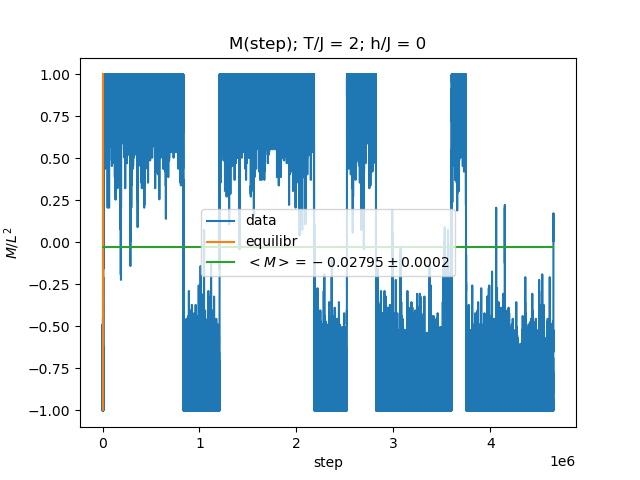 M(step); T/J = 2; h/J = 0
1.00
0.75
0.50
0.25
0.00
−0.25
−0.50
−0.75
−1.00
M/L²
data
equilibr
< M > = −0.02795 ± 0.0002
0 1 2 3 4
1e6
step